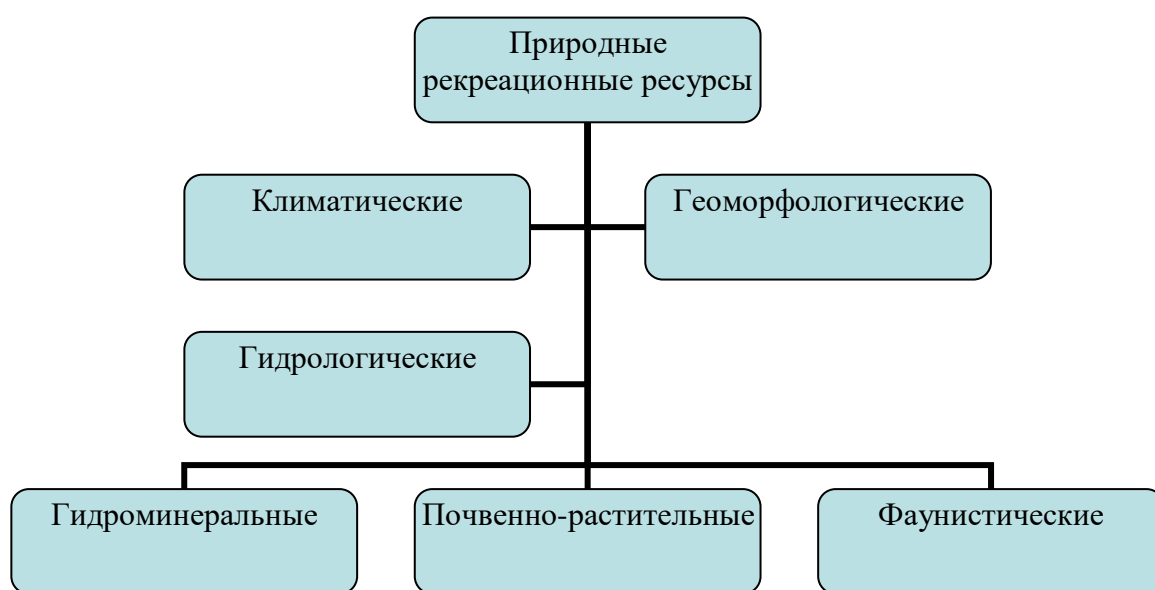 Природные
рекреационные ресурсы
Климатические
Геоморфологические
Гидрологические
Гидроминеральные
Почвенно-растительные
Фаунистические